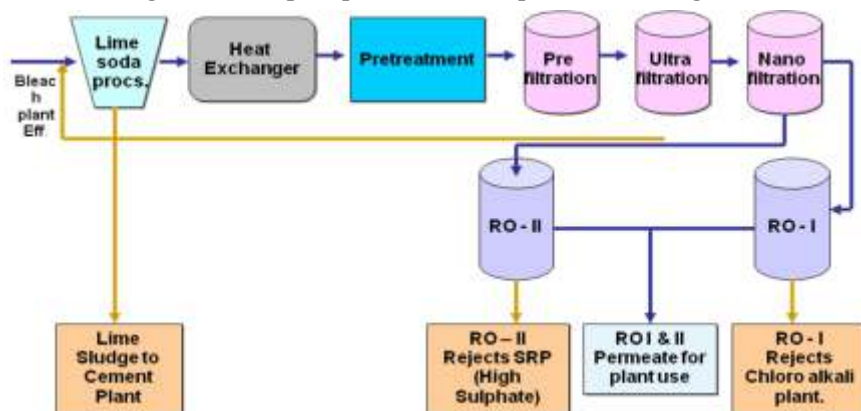 Lime
soda
procs.
Heat
Exchanger
Pretreatment
Pre
filtration
Ultra
filtration
Nano
filtration
Bleac
h
plant
Eff
RO - II
RO - I
Lime
Sludge to
Cement
Plant
RO – II
Rejects SRP
(High
Sulphate)
RO I & II
Permeate for
plant use
RO - I
Rejects
Chloro alkali
plant.